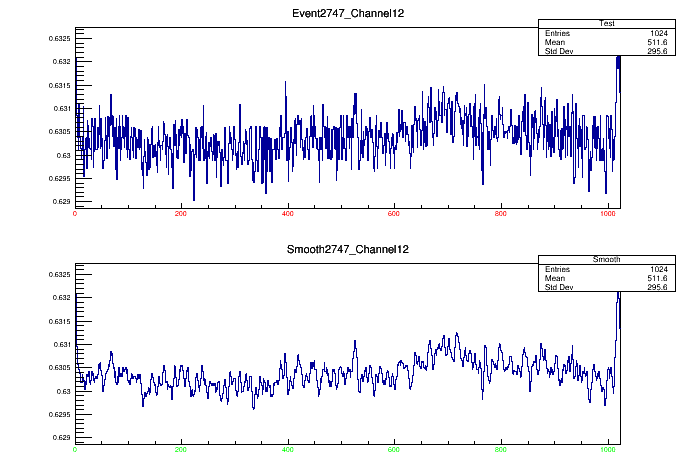 Event2747_Channel12
Test
Entries 1024
Mean 511.6
Std Dev 295.6
0.6325
0.632
0.6315
0.631
0.6305
0.63
0.6295
0.629
0 200 400 600 800 1000
Smooth2747_Channel12
Smooth
Entries 1024
Mean 511.6
Std Dev 295.6
0.6325
0.632
0.6315
0.631
0.6305
0.63
0.6295
0.629
0 200 400 600 800 1000